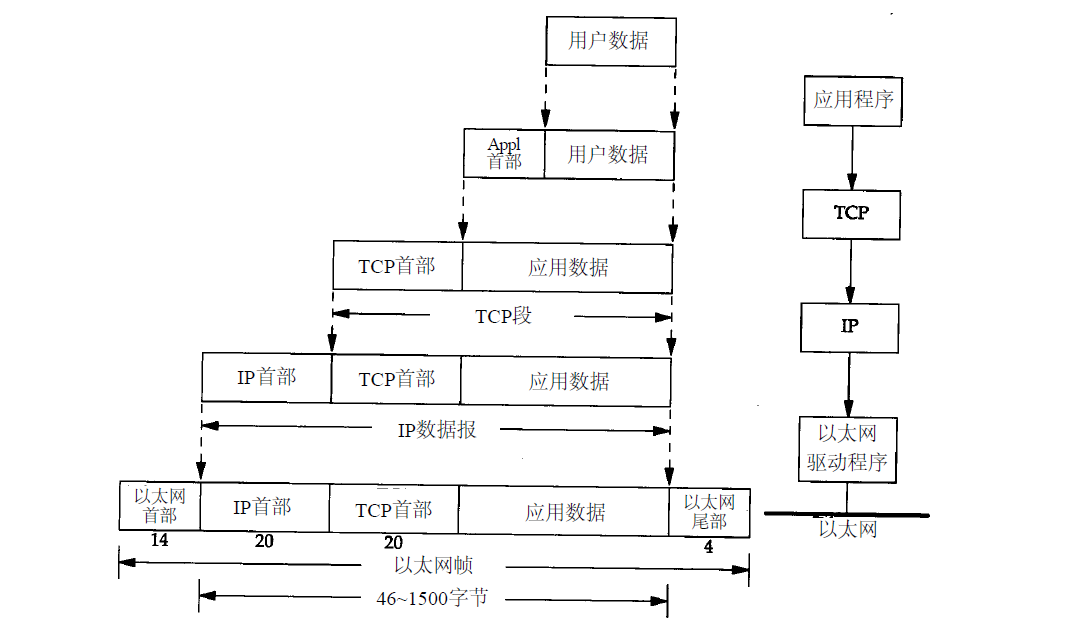 用户数据
应用程序
Appl
首部
用户数据
TCP
TCP首部
应用数据
TCP段
IP
IP首部
TCP首部
应用数据
IP数据报
以太网
驱动程序
以太网
首部
IP首部
TCP首部
应用数据
以太网
尾部
以太网
14
20
20
4
以太网帧
46~1500字节